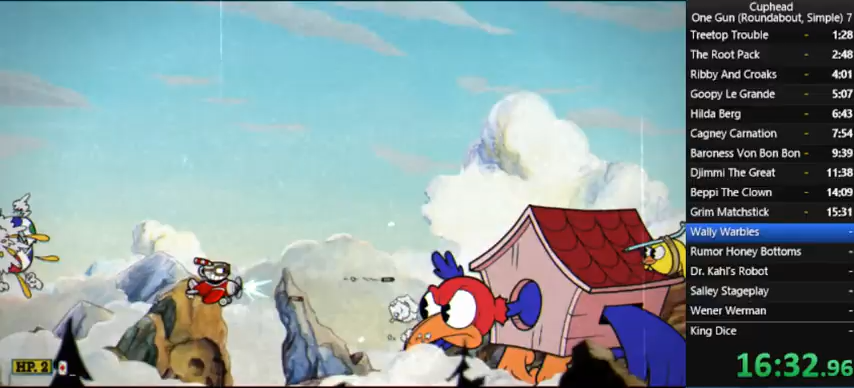 Cuphead
One Gun (Roundabout, Simple) 7
Treetop Trouble - 1:28
The Root Pack - 2:48
Ribby And Croaks - 4:01
Goopy Le Grande - 5:07
Hilda Berg - 6:43
Cagney Carnation - 7:54
Baroness Von Bon Bon - 9:39
Djimmi The Great - 11:38
Beppi The Clown - 14:09
Grim Matchstick - 15:31
Wally Warbles -
Rumor Honey Bottoms -
Dr. Kahl's Robot -
Salley Stageplay -
Wener Werman -
King Dice -
HP. 2
16:32.96